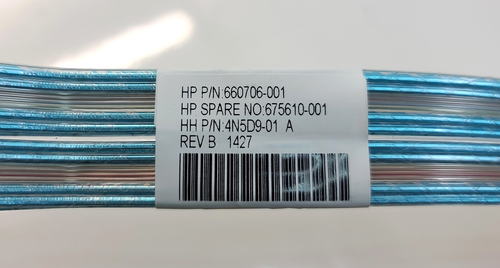 HP P/N:660706-001
HP SPARE NO:675610-001
HH P/N:4N5D9-01 A
REV B 1427